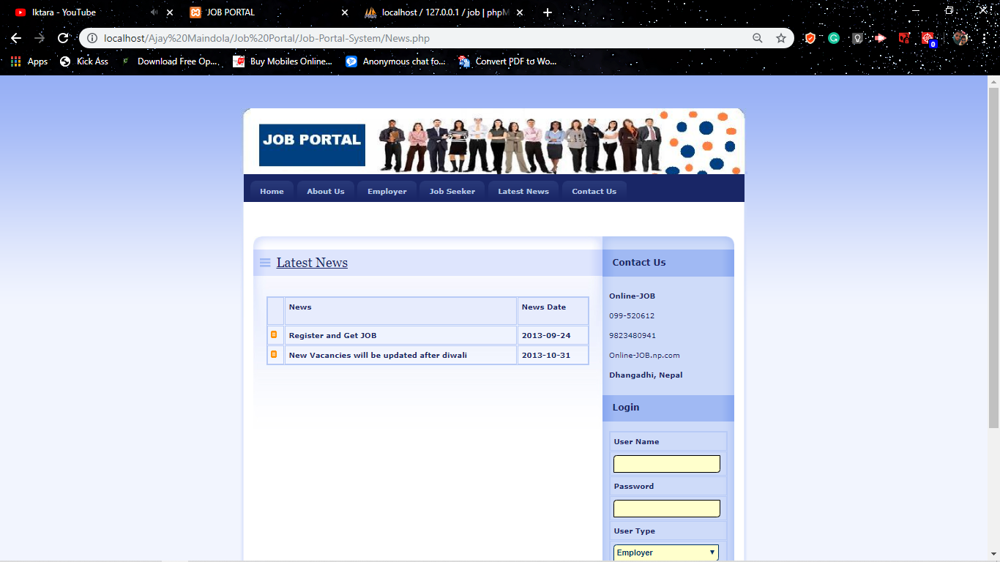 Iktara - YouTube
JOB PORTAL
localhost / 127.0.0.1 / job | phpM
localhost/Ajay%20Maindola/Job%20Portal/Job-Portal-System/News.php
0
Apps
Kick Ass
Download Free Op...
Buy Mobiles Online...
Anonymous chat fo...
Convert PDF to Wo...
JOB PORTAL
Home
About Us
Employer
Job Seeker
Latest News
Contact Us
Latest News
News
News Date
Register and Get JOB
2013-09-24
New Vacancies will be updated after diwali
2013-10-31
Contact Us
Online-JOB
099-520612
9823480941
Online-JOB.np.com
Dhangadhi, Nepal
Login
User Name
Password
User Type
Employer